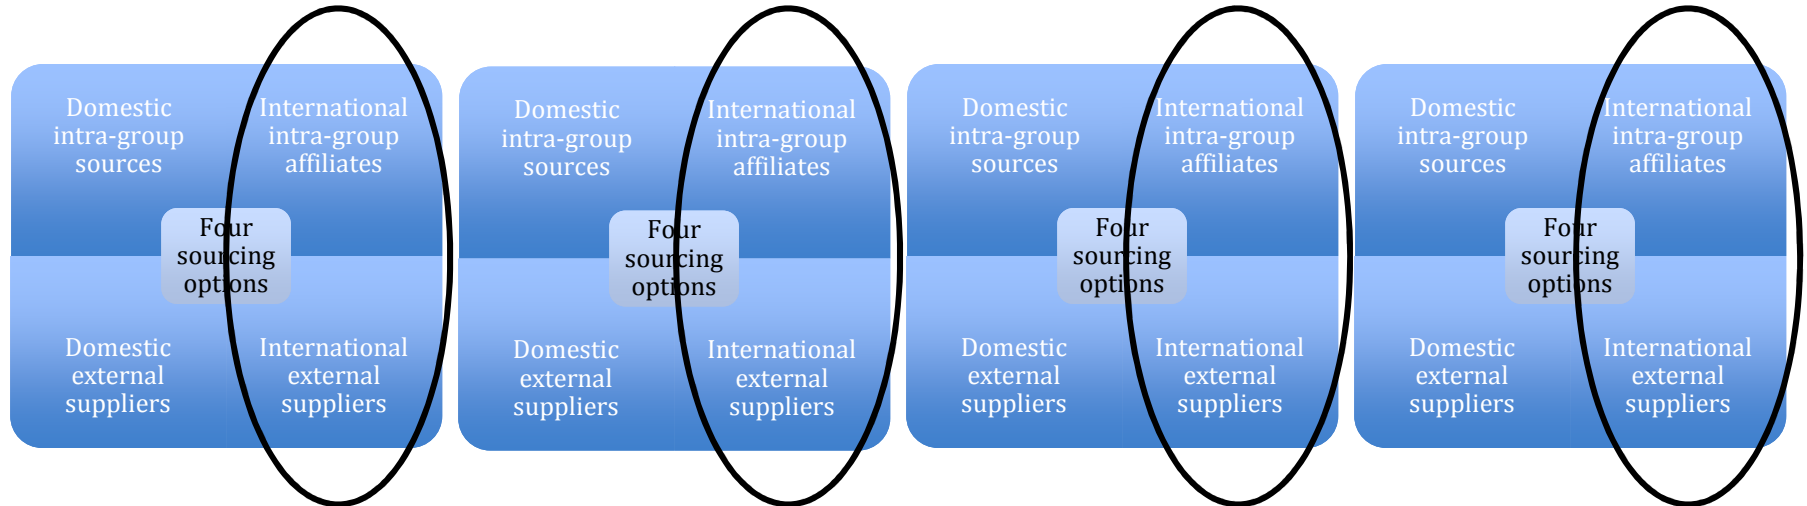 Domestic
intra-group
sources
International
intra-group
affiliates
Four
sourcing
options
Domestic
external
suppliers
International
external
suppliers
Domestic
intra-group
sources
International
intra-group
affiliates
Four
sourcing
options
Domestic
external
suppliers
International
external
suppliers
Domestic
intra-group
sources
International
intra-group
affiliates
Four
sourcing
options
Domestic
external
suppliers
International
external
suppliers
Domestic
intra-group
sources
International
intra-group
affiliates
Four
sourcing
options
Domestic
external
suppliers
International
external
suppliers